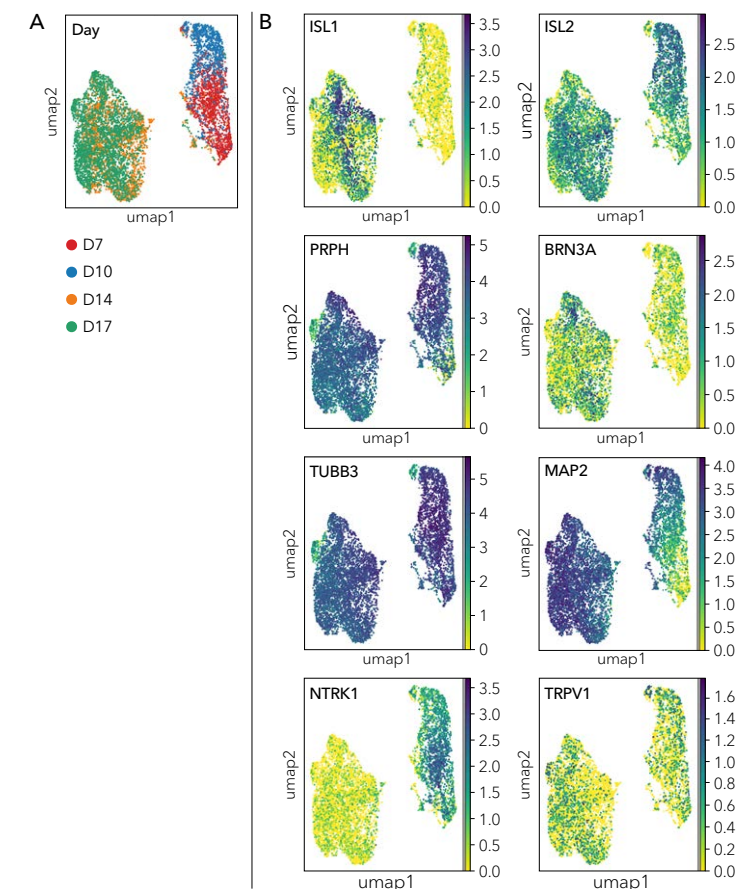 A
Day
umap2
umap1
D7
D10
D14
D17
B
ISL1
umap2
umap1
3.5
3.0
2.5
2.0
1.5
1.0
0.5
0.0
ISL2
umap2
umap1
2.5
2.0
1.5
1.0
0.5
0.0
PRPH
umap2
umap1
5
4
3
2
1
0
BRN3A
umap2
umap1
2.5
2.0
1.5
1.0
0.5
0.0
TUBB3
umap2
umap1
5
4
3
2
1
0
MAP2
umap2
umap1
4.0
3.5
3.0
2.5
2.0
1.5
1.0
0.5
0.0
NTRK1
umap2
umap1
3.5
3.0
2.5
2.0
1.5
1.0
0.5
0.0
TRPV1
umap2
umap1
1.6
1.4
1.2
1.0
0.8
0.6
0.4
0.2
0.0